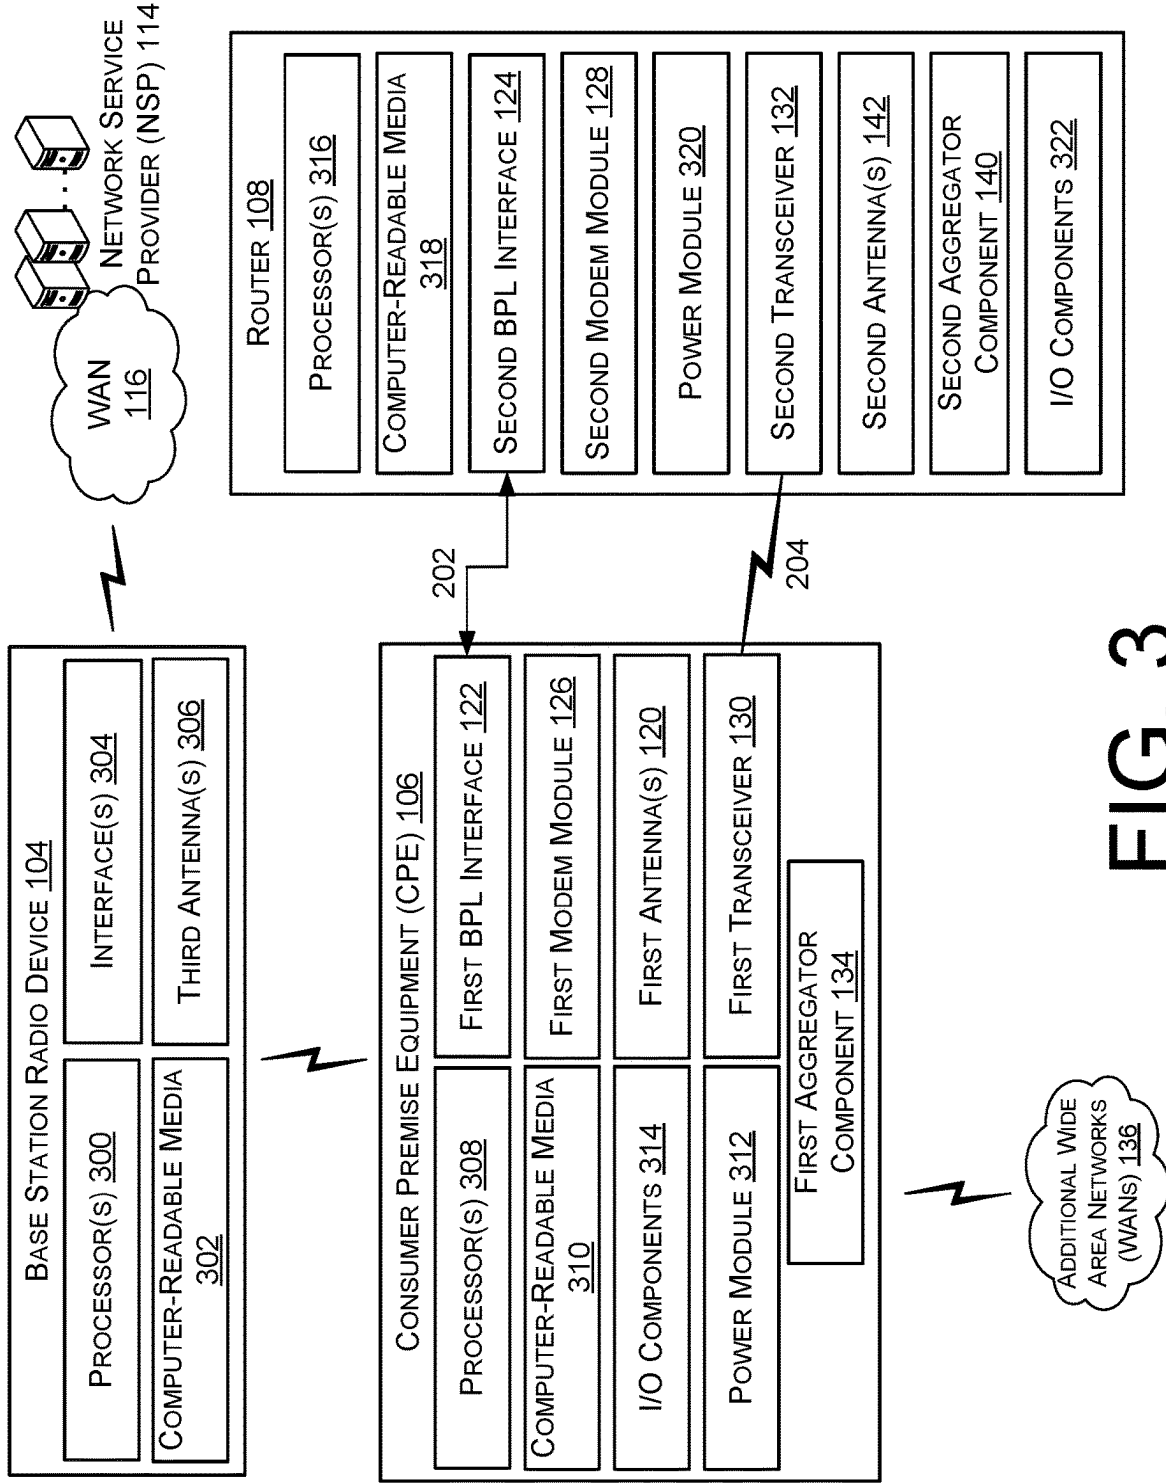 BASE STATION RADIO DEVICE 104
PROCESSOR(S) 300
INTERFACE(S) 304
COMPUTER-READABLE MEDIA
302
THIRD ANTENNA(S) 306
WAN
116
NETWORK SERVICE
PROVIDER (NSP) 114
CONSUMER PREMISE EQUIPMENT (CPE) 106
PROCESSOR(S) 308
FIRST BPL INTERFACE 122
COMPUTER-READABLE MEDIA
310
FIRST MODEM MODULE 126
I/O COMPONENTS 314
FIRST ANTENNA(S) 120
POWER MODULE 312
FIRST TRANSCEIVER 130
FIRST AGGREGATOR
COMPONENT 134
202
204
ROUTER 108
PROCESSOR(S) 316
COMPUTER-READABLE MEDIA
318
SECOND BPL INTERFACE 124
SECOND MODEM MODULE 128
POWER MODULE 320
SECOND TRANSCEIVER 132
SECOND ANTENNA(S) 142
SECOND AGGREGATOR
COMPONENT 140
I/O COMPONENTS 322
ADDITIONAL WIDE
AREA NETWORKS
(WANS) 136
FIG. 3